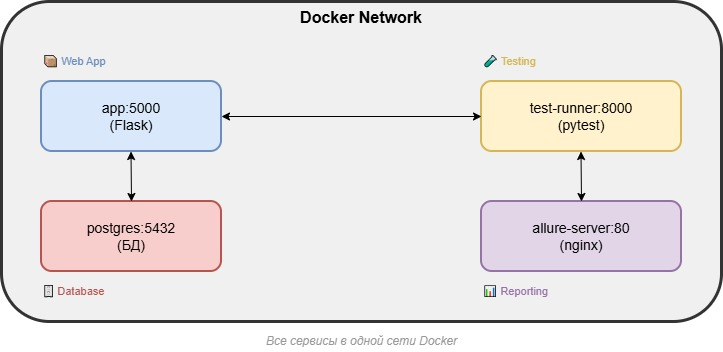 Docker Network
Web App
Testing
app:5000
(Flask)
test-runner:8000
(pytest)
postgres:5432
(БД)
allure-server:80
(nginx)
Database
Reporting
Все сервисы в одной сети Docker